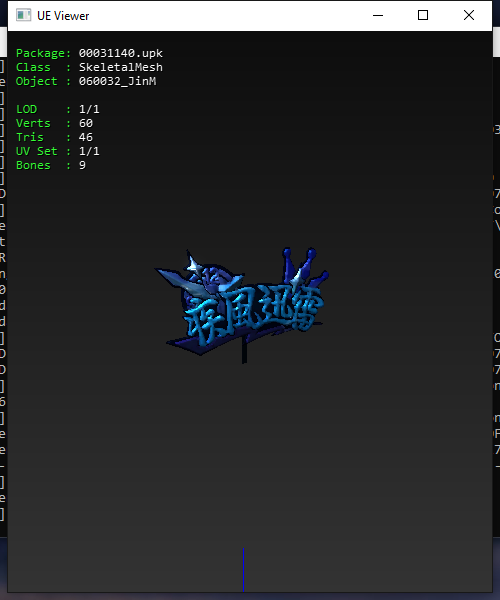 UE Viewer
Package: 00031140.upk
Class : SkeletalMesh
Object : 060032_JinM
LOD : 1/1
Verts : 60
Tris : 46
UV Set : 1/1
Bones : 9
疾風迅雷